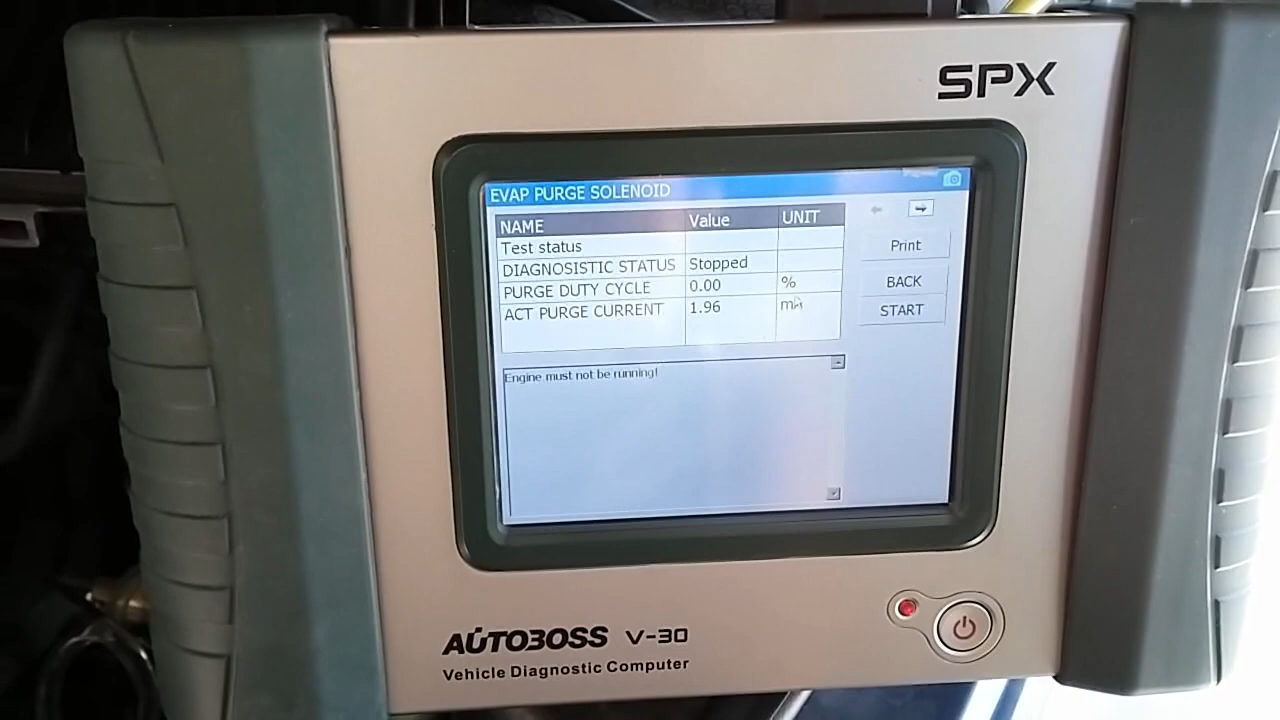 SPX
EVAP PURGE SOLENOID
NAME Value UNIT
Test status
DIAGNOSISTIC STATUS Stopped
PURGE DUTY CYCLE 0.00 %
ACT PURGE CURRENT 1.96 mA
Print
BACK
START
Engine must not be running!
AUTOBOSS V-30
Vehicle Diagnostic Computer